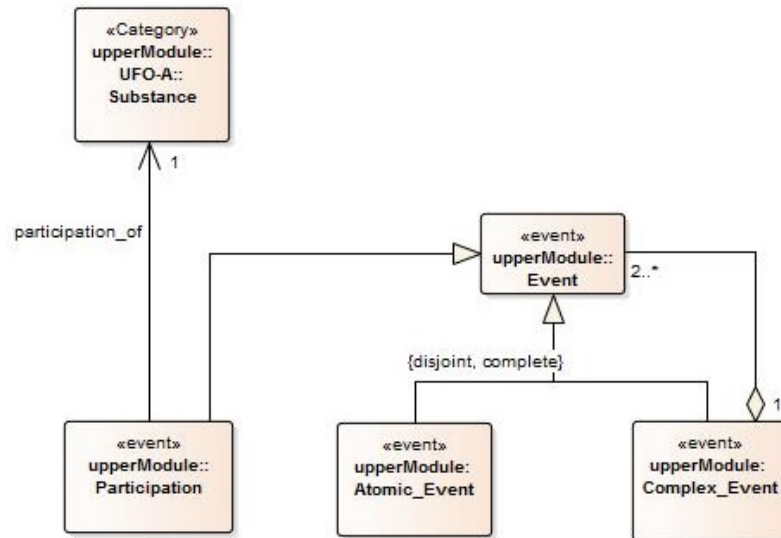 «Category»
upperModule::
UFO-A::
Substance
1
participation_of
«event»
upperModule::
Event
2..*
{disjoint, complete}
1
«event»
upperModule::
Participation
«event»
upperModule:
Atomic_Event
«event»
upperModule:
Complex_Event